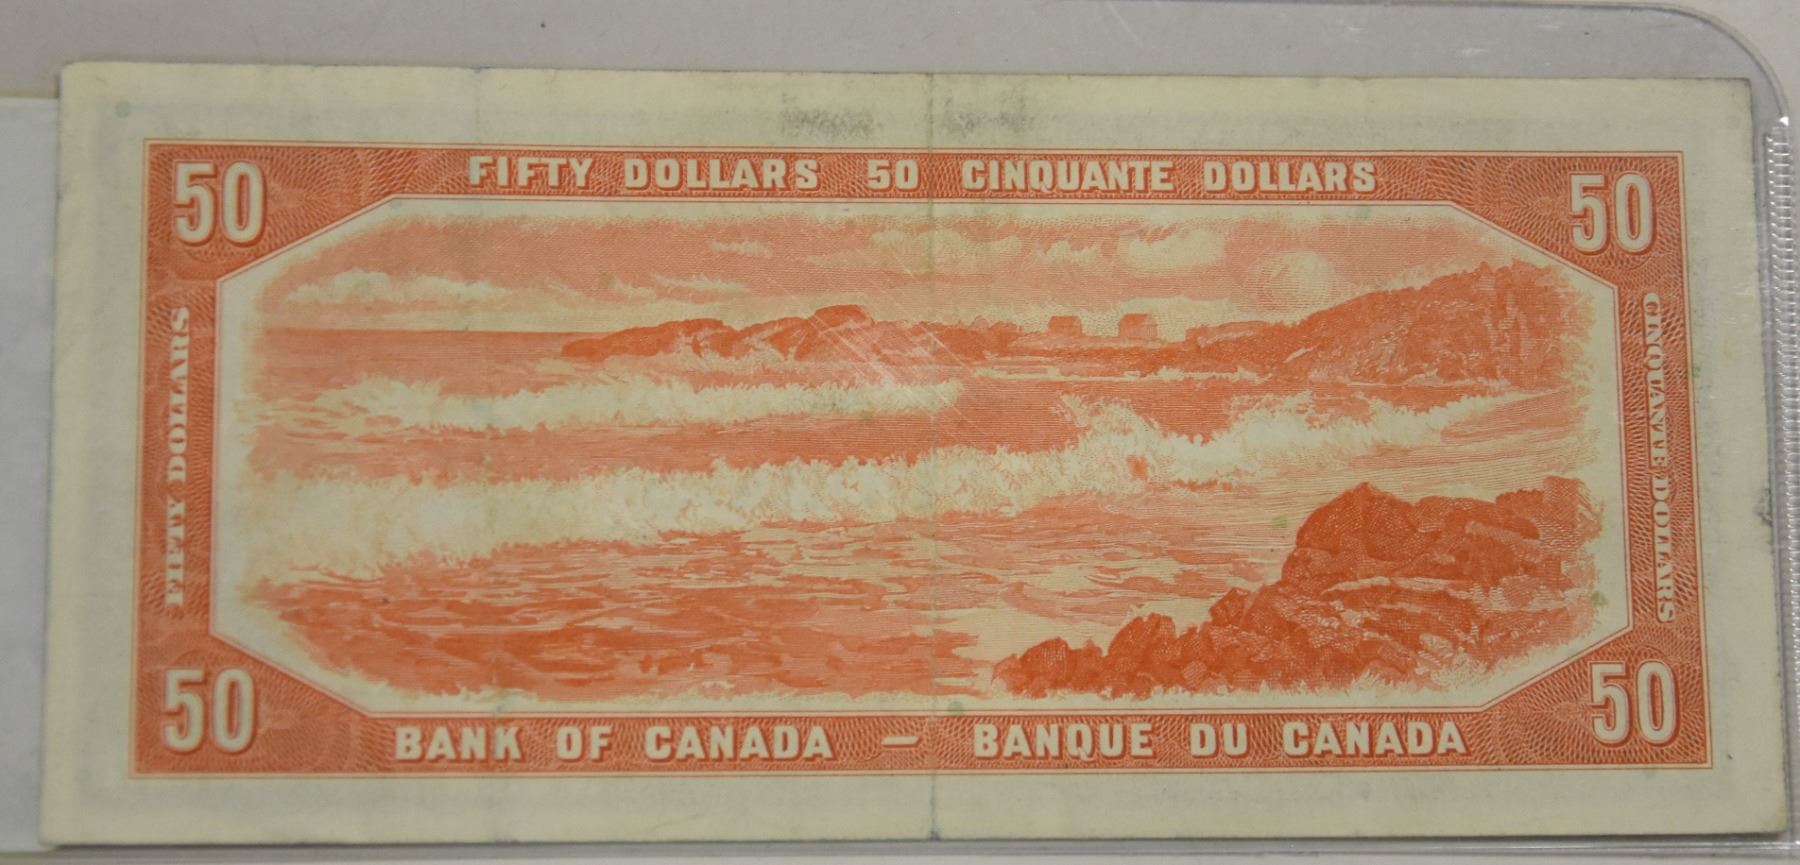 50 FIFTY DOLLARS 50 CINQUANTE DOLLARS 50
FIFTY DOLLARS
CINQUANTE DOLLARS
50 BANK OF CANADA — BANQUE DU CANADA 50